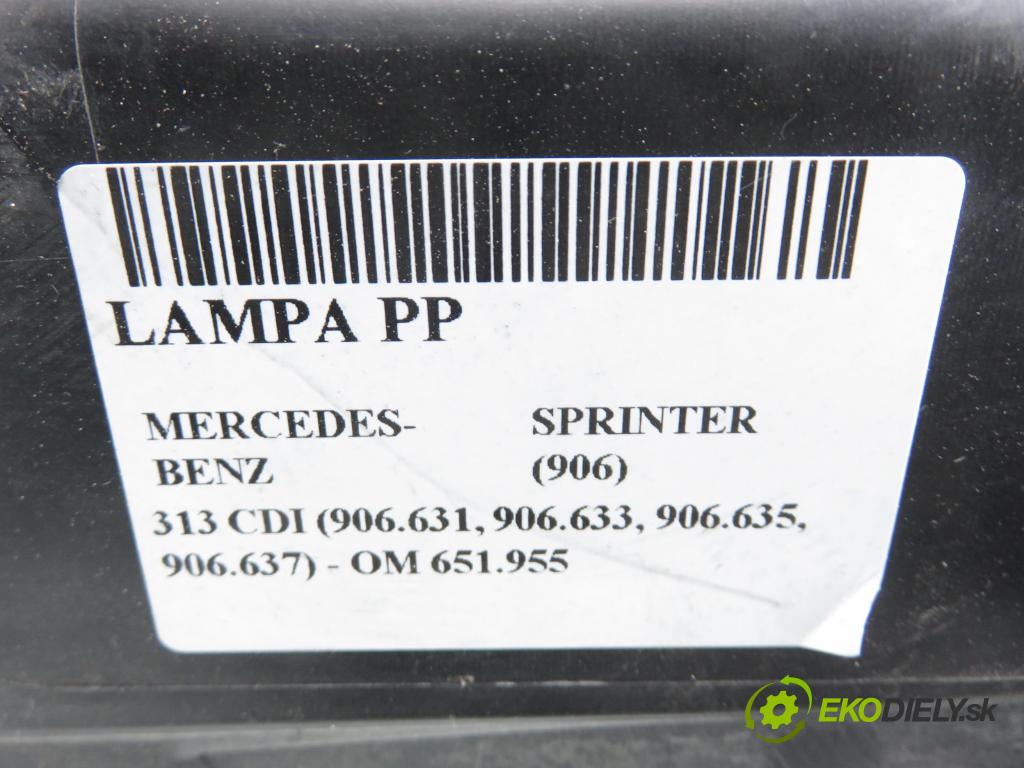 LAMPA PP
MERCEDES-BENZ SPRINTER (906)
313 CDI (906.631, 906.633, 906.635,
906.637) - OM 651.955
EKODIELY.sk